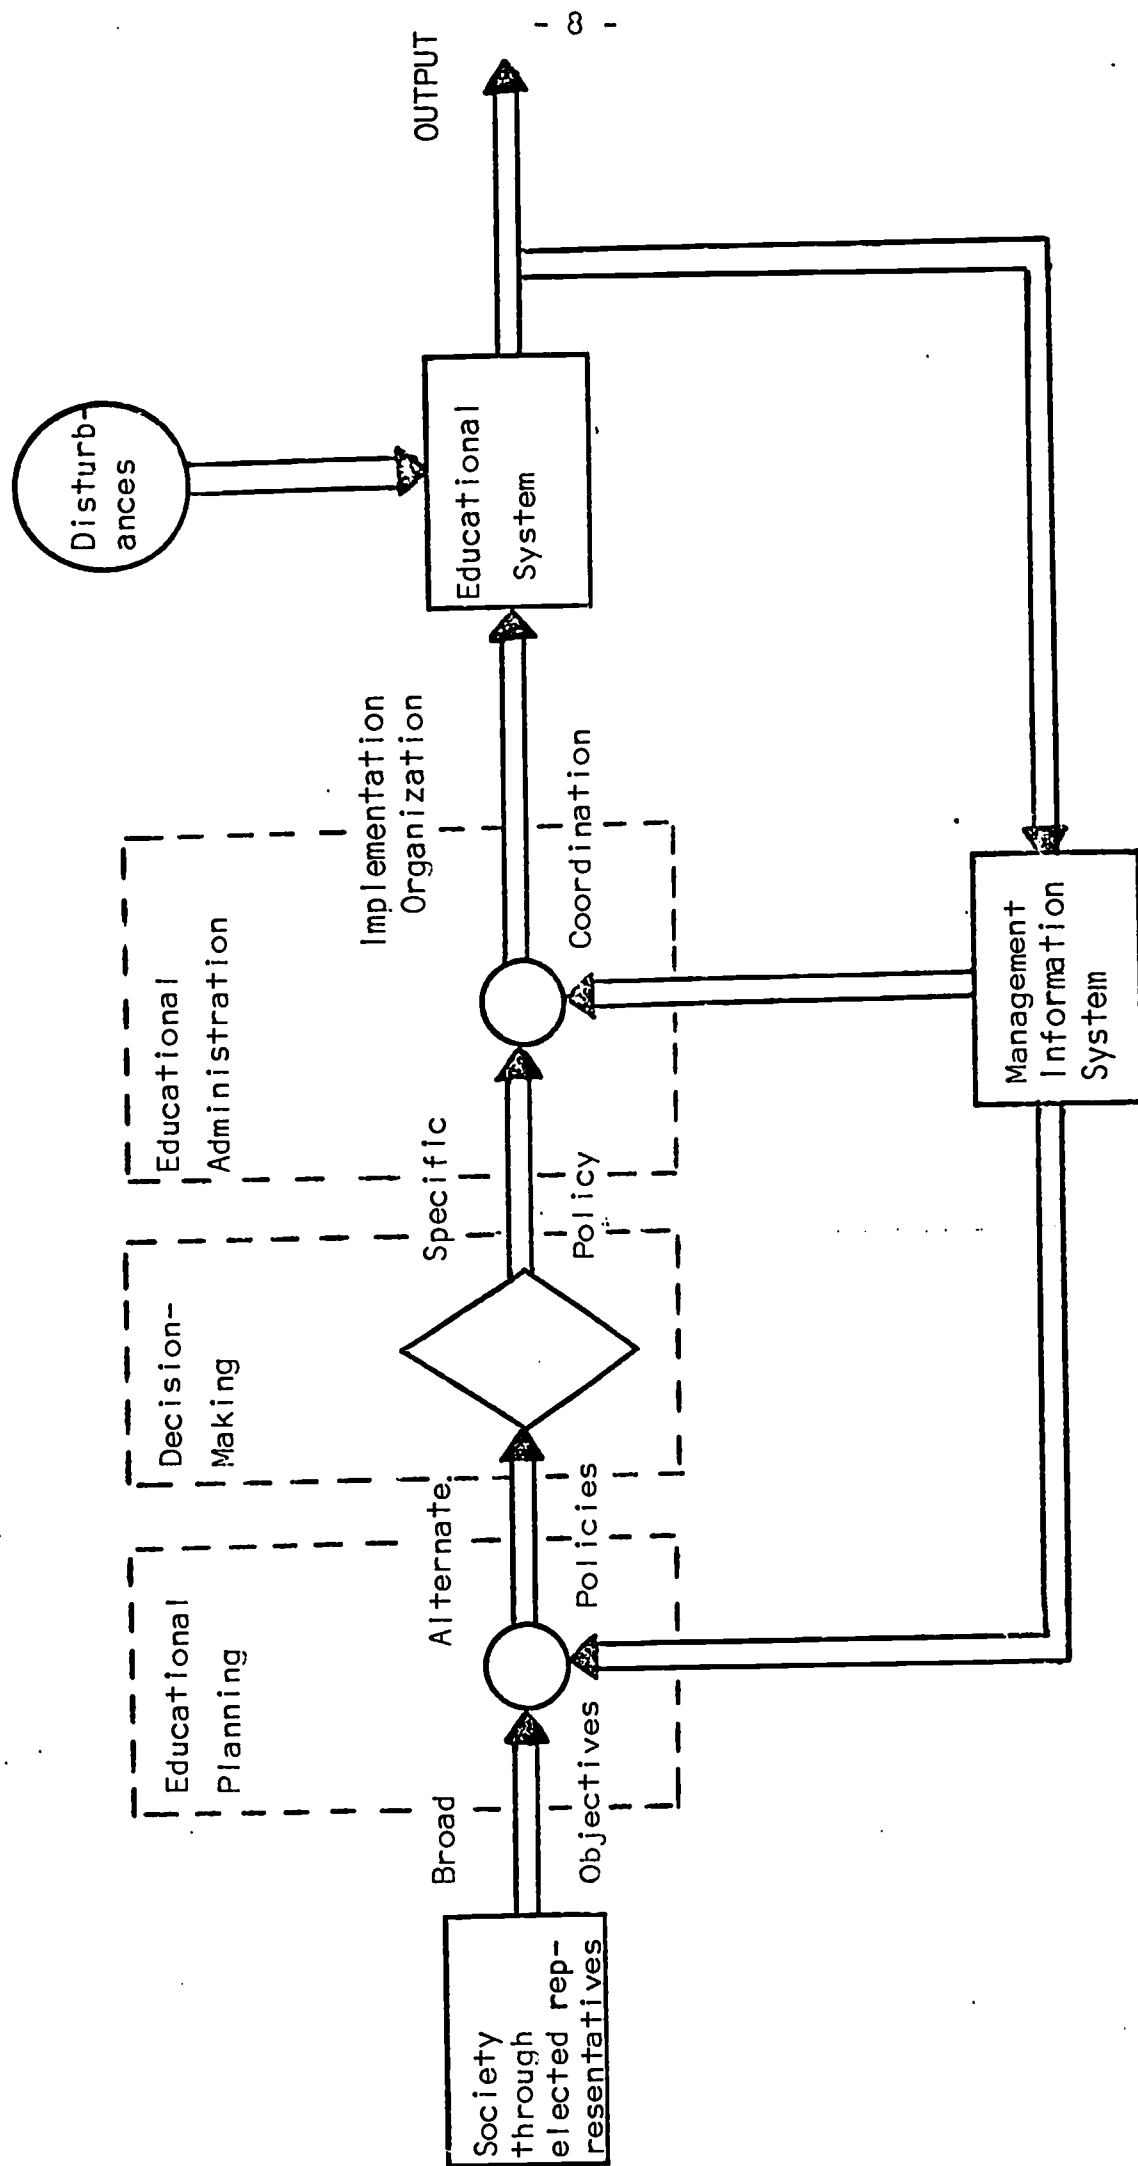 - 8 -
Disturb-
ances
OUTPUT
Educational
System
Implementation
Organization
Coordination
Educational
Administration
Specific
Policy
Decision-
Making
Alternate
Policies
Educational
Planning
Broad
Objectives
Society
through
elected rep-
resentatives
Management
Information
System